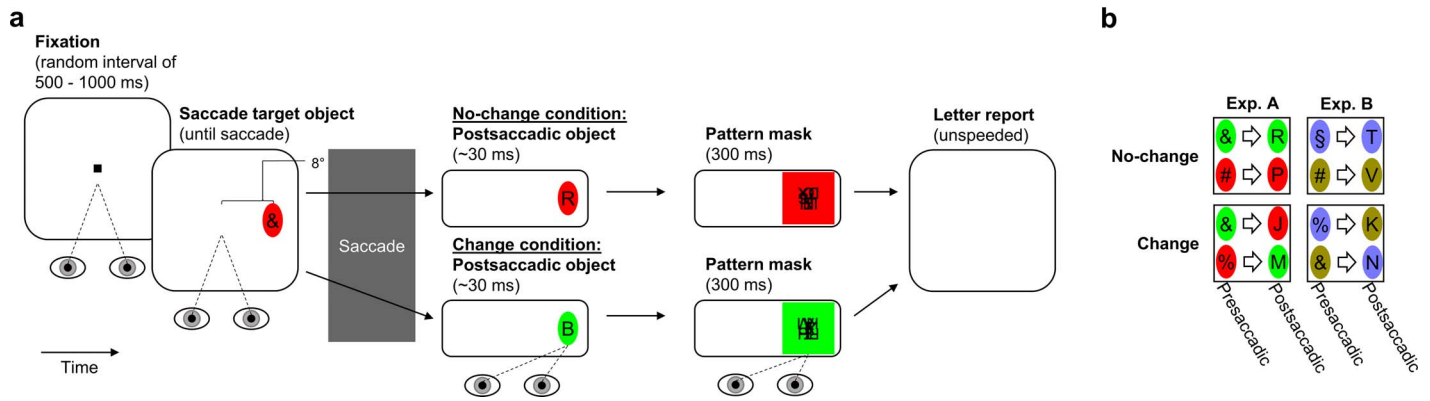 a
Fixation
(random interval of
500 - 1000 ms)
Saccade target object
(until saccade)
8°
&
Saccade
No-change condition:
Postsaccadic object
(~30 ms)
R
Change condition:
Postsaccadic object
(~30 ms)
B
Pattern mask
(300 ms)
Pattern mask
(300 ms)
Letter report
(unspeeded)
Time
b
Exp. A Exp. B
No-change
& R § T
# P # V
Change
& J % K
% M & N
Presaccadic Postsaccadic Presaccadic Postsaccadic